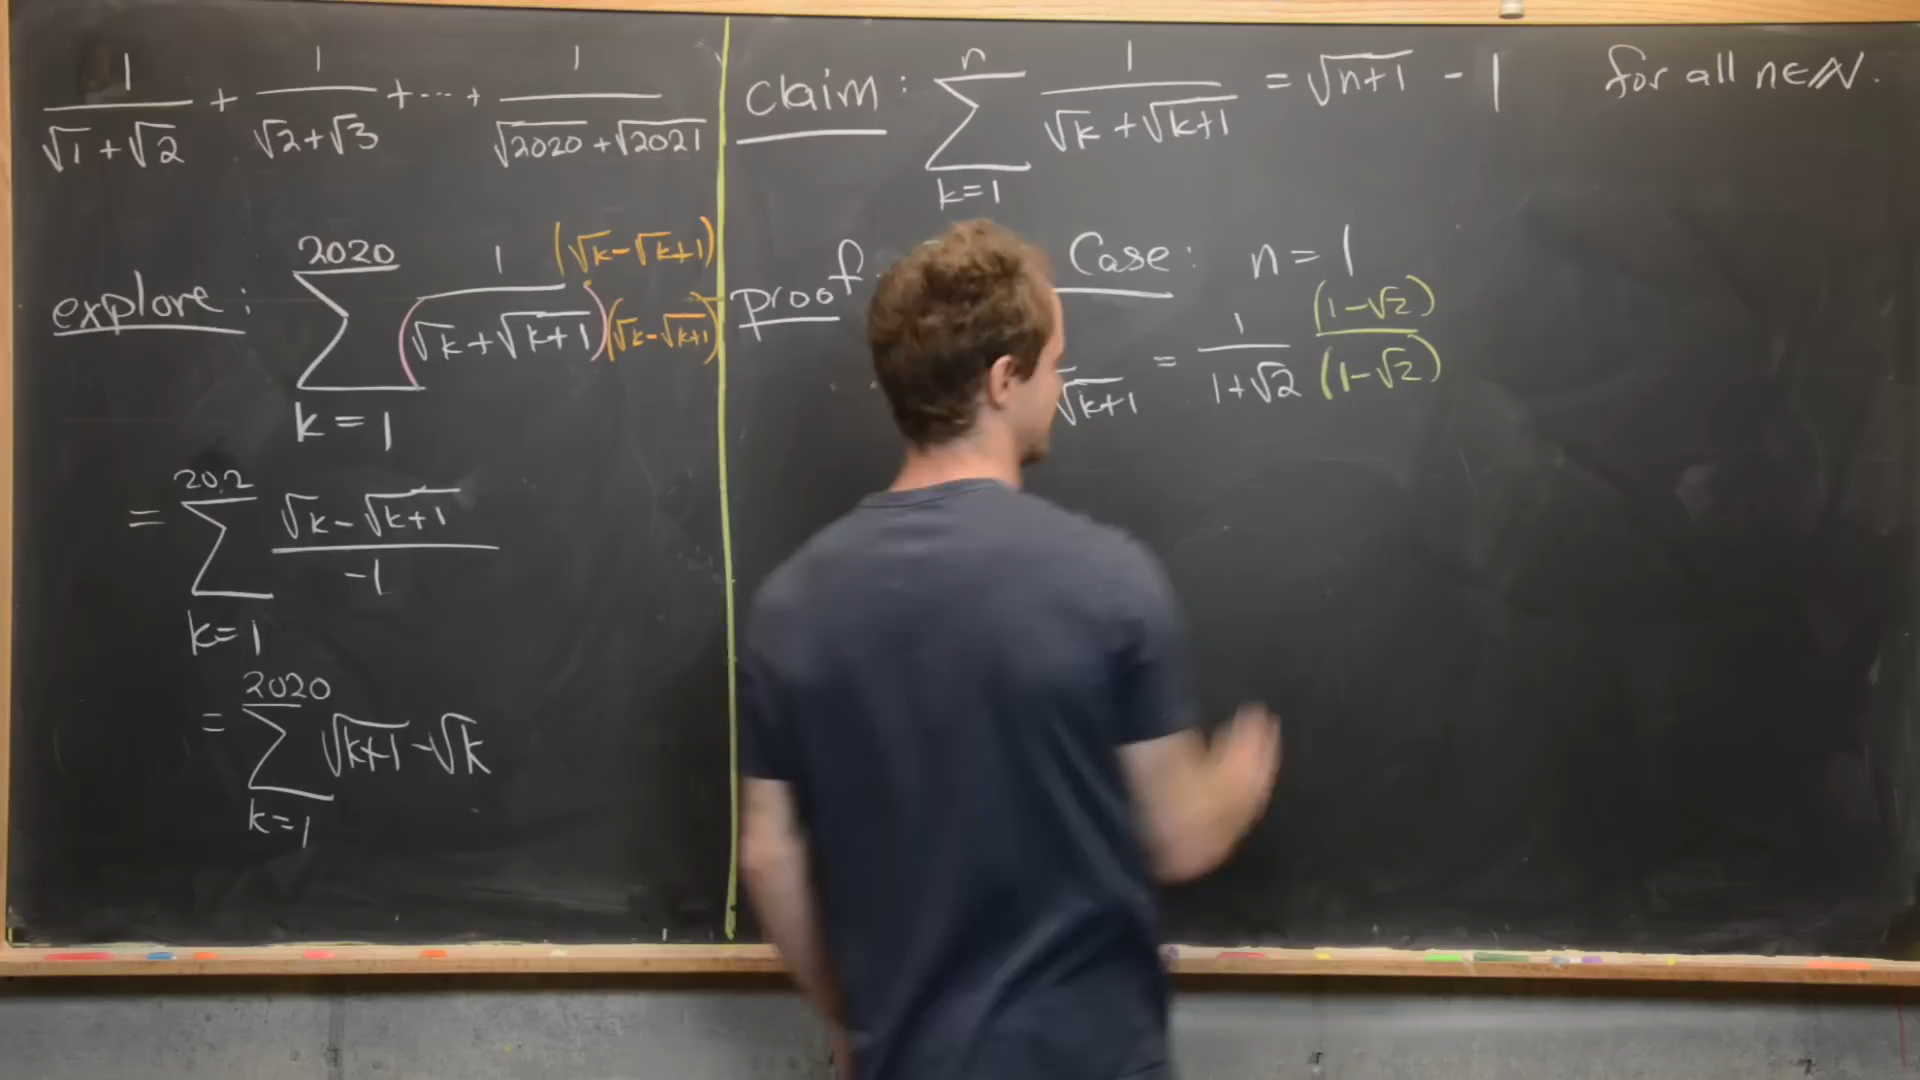 1/(√1+√2) + 1/(√2+√3) + ··· + 1/(√2020+√2021)
explore: ∑_{k=1}^{2020} 1/(√k+√k+1) (√k-√k+1)/(√k-√k+1)
= ∑_{k=1} (√k-√k+1)/-1
= ∑_{k=1}^{2020} √k+1 - √k
claim: ∑_{k=1}^{n} 1/(√k+√k+1) = √n+1 - 1 for all n∈ℕ.
proof. Case: n=1
√k+1 = 1/(1+√2) (1-√2)/(1-√2)